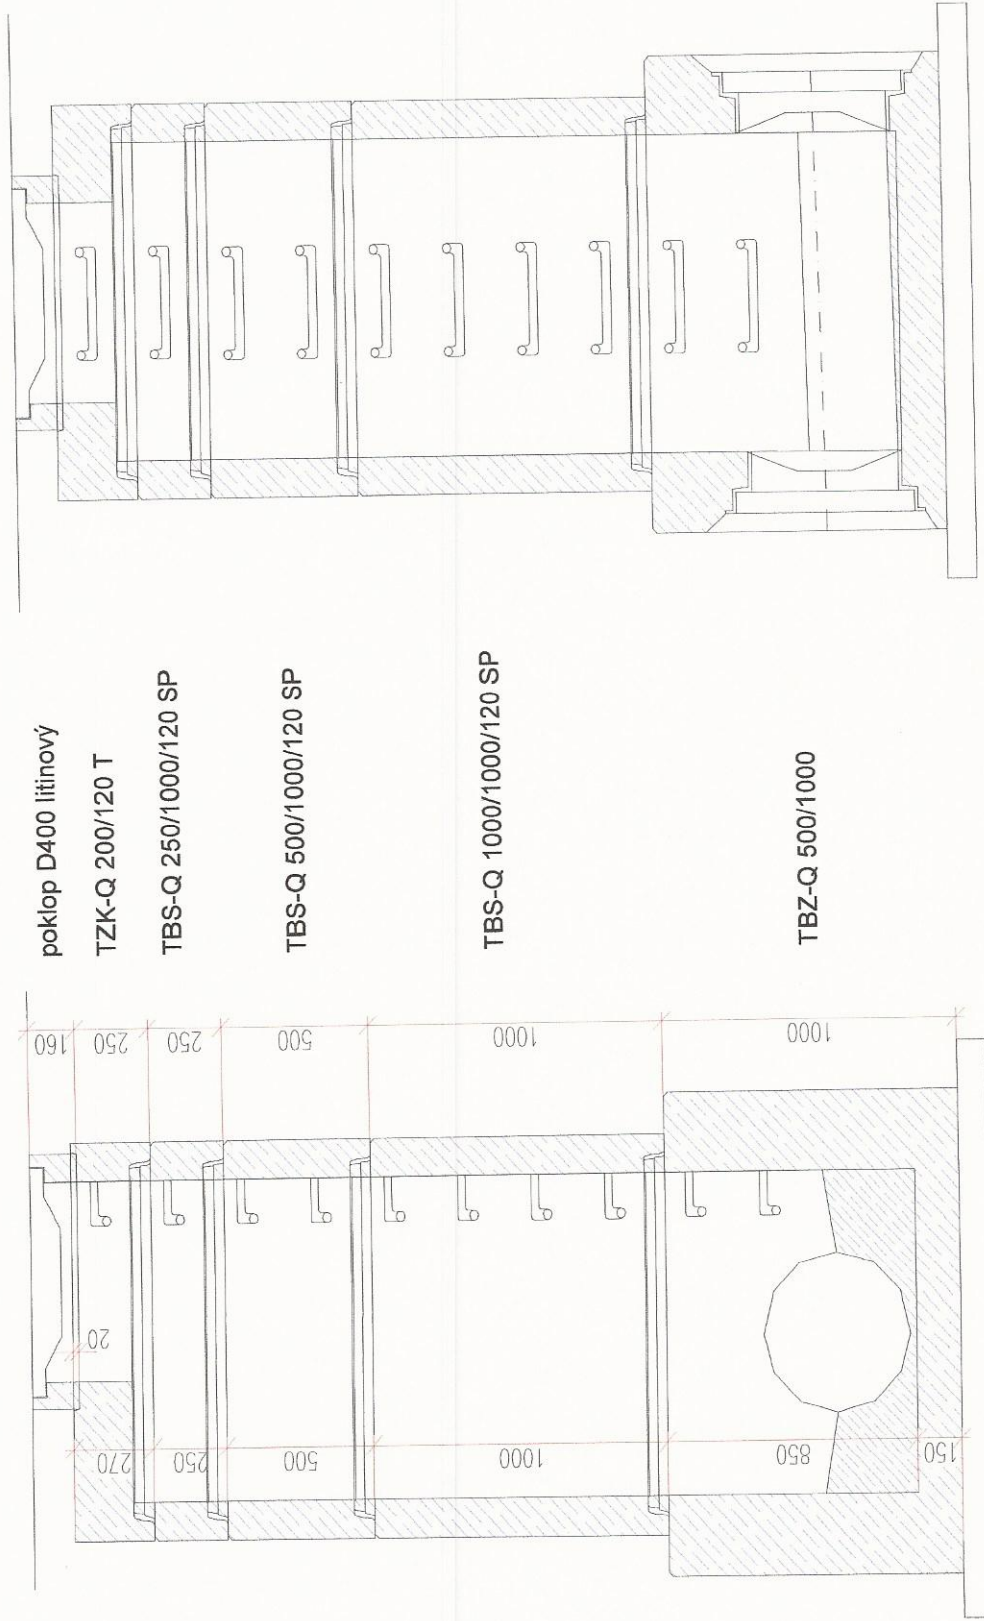 poklop D400 litinový
TZK-Q 200/120 T
TBS-Q 250/1000/120 SP
TBS-Q 500/1000/120 SP
TBS-Q 1000/1000/120 SP
TBZ-Q 500/1000
160
250
250
500
1000
1000
20
270
250
500
1000
850
150